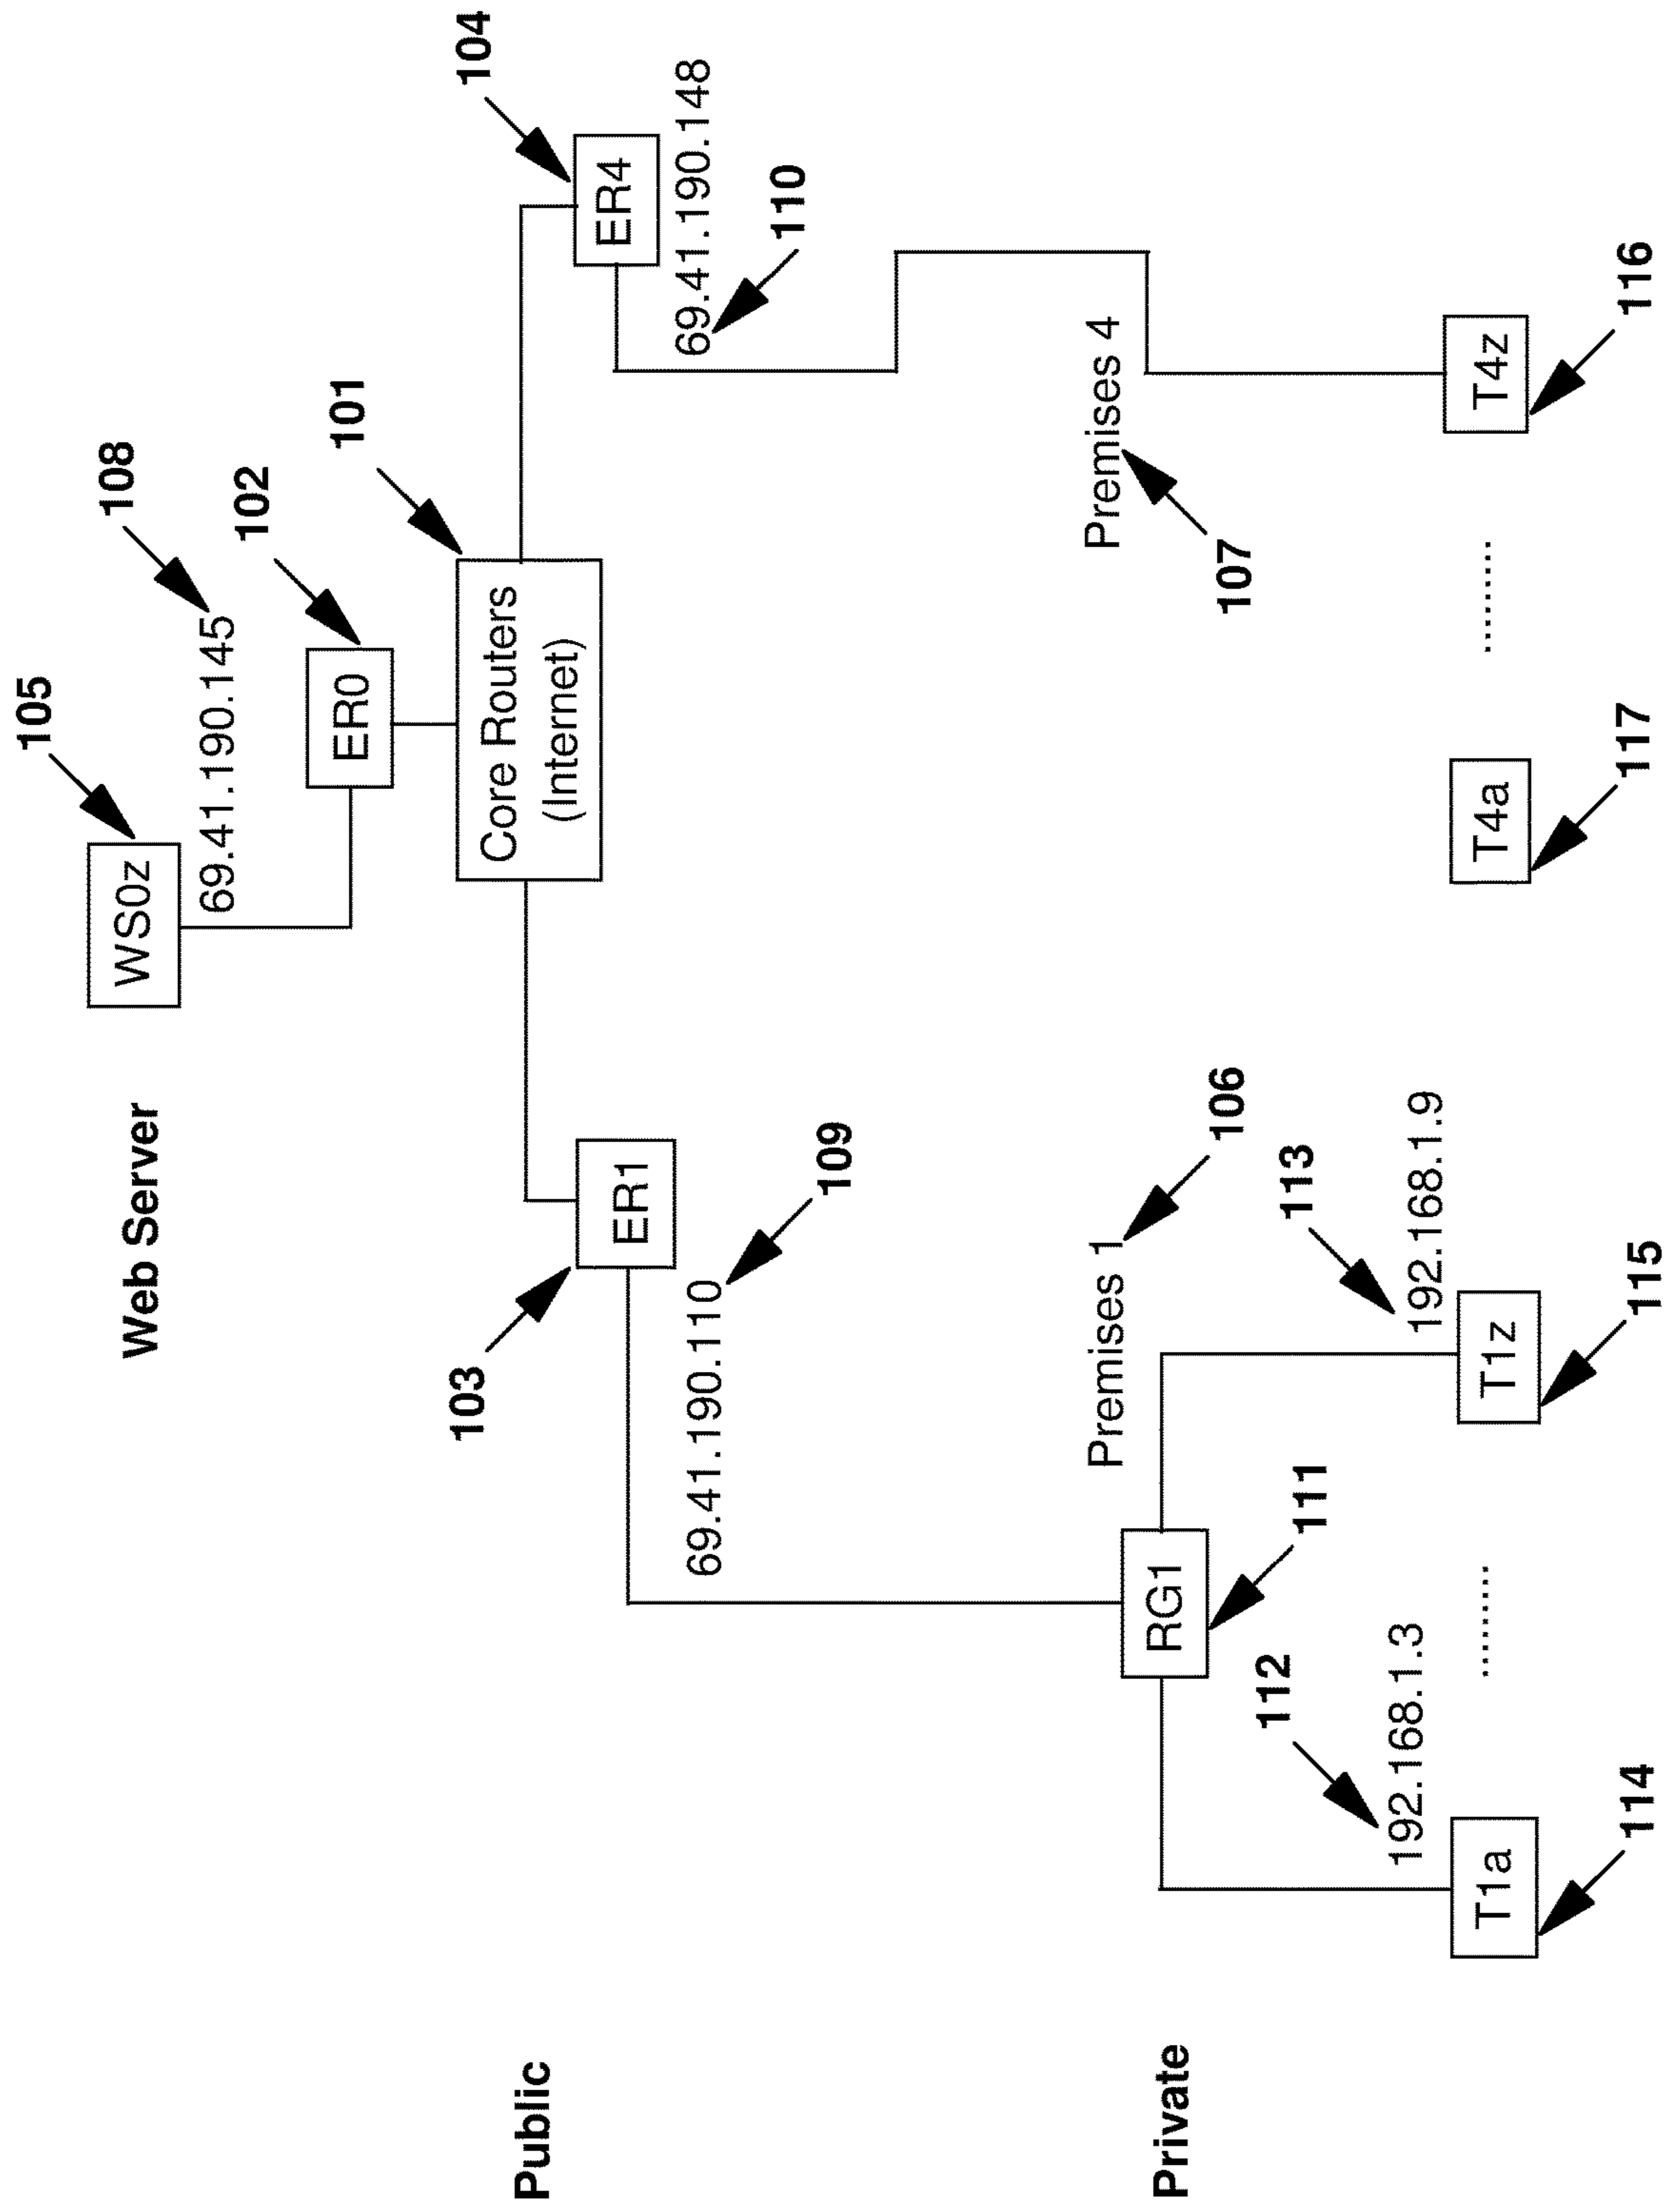 105
Web Server
WS0z
108
69.41.190.145
102
ER0
101
Core Routers
(Internet)
104
Public
103
ER1
ER4
69.41.190.110
69.41.190.148
109
110
Premises 1
Premises 4
106
107
Private
RG1
111
112
113
192.168.1.3
192.168.1.9
T1a
........
T1z
T4a
........
T4z
114
115
117
116